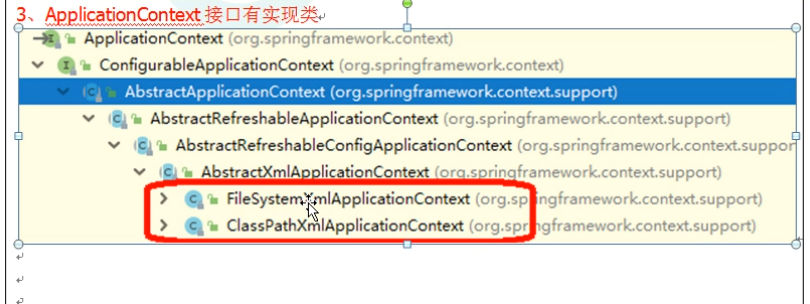 3、ApplicationContext 接口有实现类
ApplicationContext (org.springframework.context)
ConfigurableApplicationContext (org.springframework.context)
AbstractApplicationContext (org.springframework.context.support)
AbstractRefreshableApplicationContext (org.springframework.context.support)
AbstractRefreshableConfigApplicationContext (org.springframework.context.suppor
AbstractXmlApplicationContext (org.springframework.context.support)
FileSystemXmlApplicationContext (org.springframework.context.support)
ClassPathXmlApplicationContext (org.springframework.context.support)